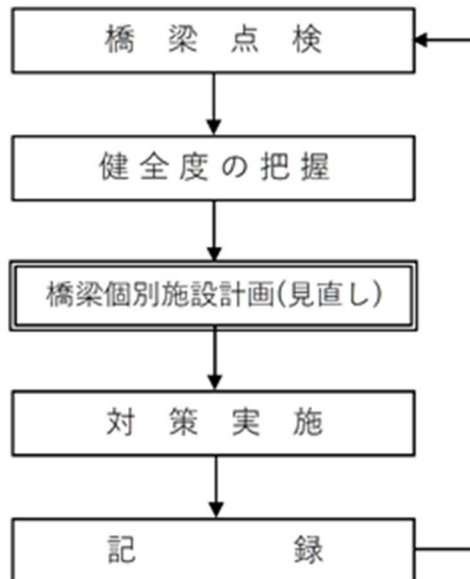 橋梁点検
健全度の把握
橋梁個別施設計画(見直し)
対策実施
記録